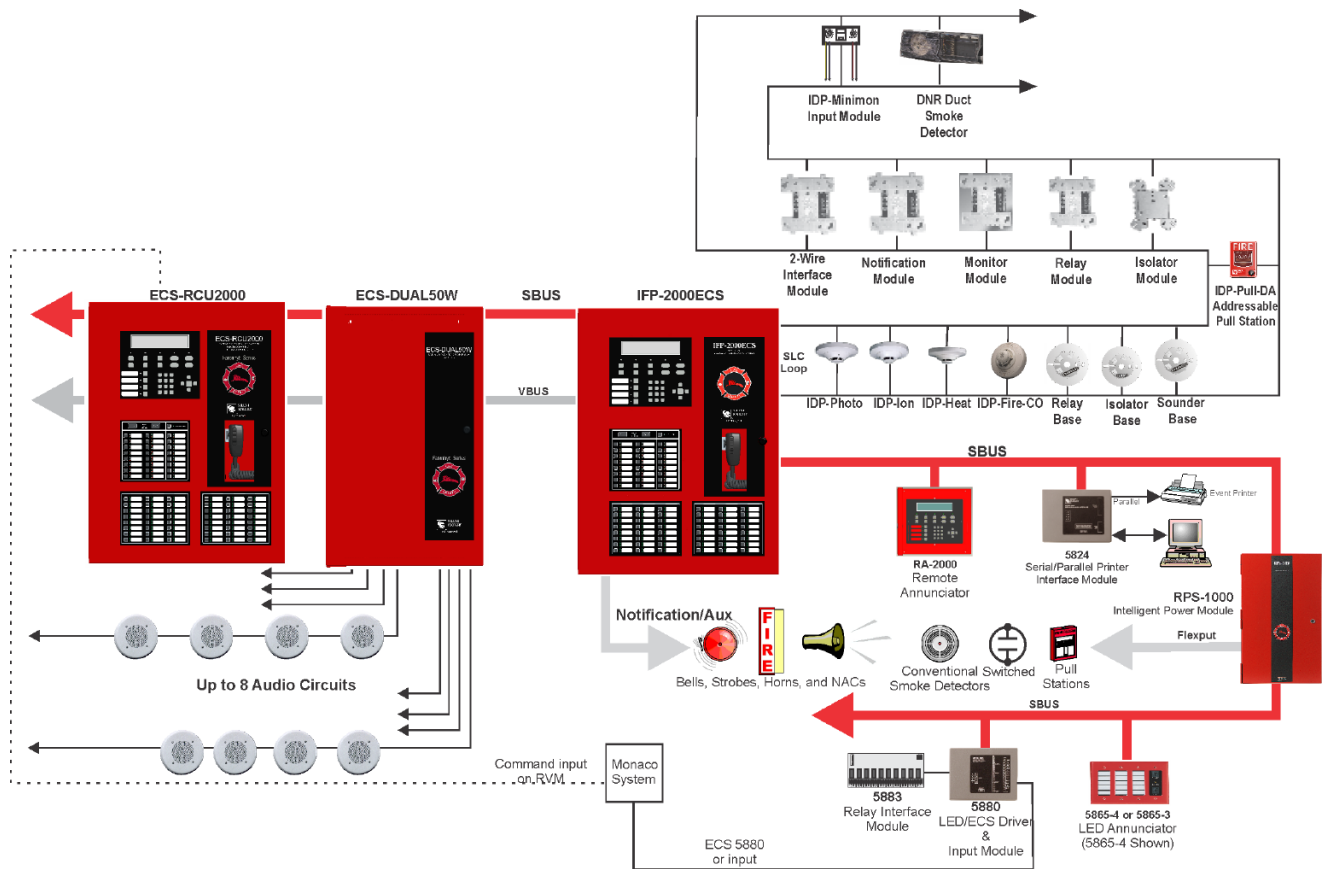 IDP-Minimon
Input Module
DNR Duct
Smoke
Detector
2-Wire
Interface
Module
Notification
Module
Monitor
Module
Relay
Module
Isolator
Module
FIRE
IDP-Pull-DA
Addressable
Pull Station
ECS-RCU2000
ECS-DUAL50W
SBUS
IFP-2000ECS
ECS-RCU2000
ECS-DUAL50W
IFP-2000ECS
SLC
Loop
VBUS
IDP-Photo
IDP-Ion
IDP-Heat
IDP-Fire-CO
Relay
Base
Isolator
Base
Sounder
Base
SBUS
Parallel
Event Printer
RA-2000
Remote
Annunciator
5824
Serial/Parallel Printer
Interface Module
RPS-1000
Intelligent Power Module
Flexput
Notification/Aux
FIRE
Bells, Strobes, Horns, and NACs
Conventional
Smoke Detectors
Switched
Pull
Stations
Up to 8 Audio Circuits
SBUS
Command input
on RVM
Monaco
System
5883
Relay Interface
Module
5880
LED/ECS Driver
&
Input Module
5865-4 or 5865-3
LED Annunciator
(5865-4 Shown)
ECS 5880
or input